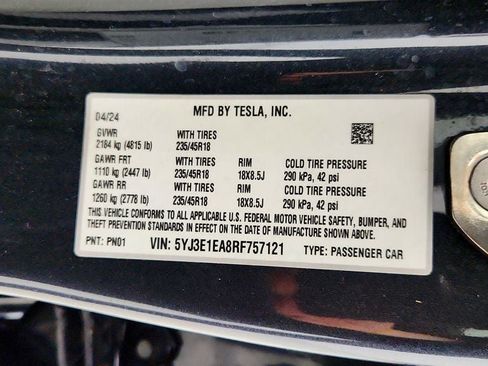 MFD BY TESLA, INC.
04/24
GVWR WITH TIRES
2184 kg (4815 lb) 235/45R18
GAWR FRT WITH TIRES RIM COLD TIRE PRESSURE
1110 kg (2447 lb) 235/45R18 18X8.5J 290 kPa, 42 psi
GAWR RR WITH TIRES RIM COLD TIRE PRESSURE
1260 kg (2778 lb) 235/45R18 18X8.5J 290 kPa, 42 psi
THIS VEHICLE CONFORMS TO ALL APPLICABLE U.S. FEDERAL MOTOR VEHICLE SAFETY, BUMPER, AND
THEFT PREVENTION STANDARDS IN EFFECT ON THE DATE OF MANUFACTURE SHOWN ABOVE.
PNT: PN01 VIN: 5YJ3E1EA8RF757121 TYPE: PASSENGER CAR